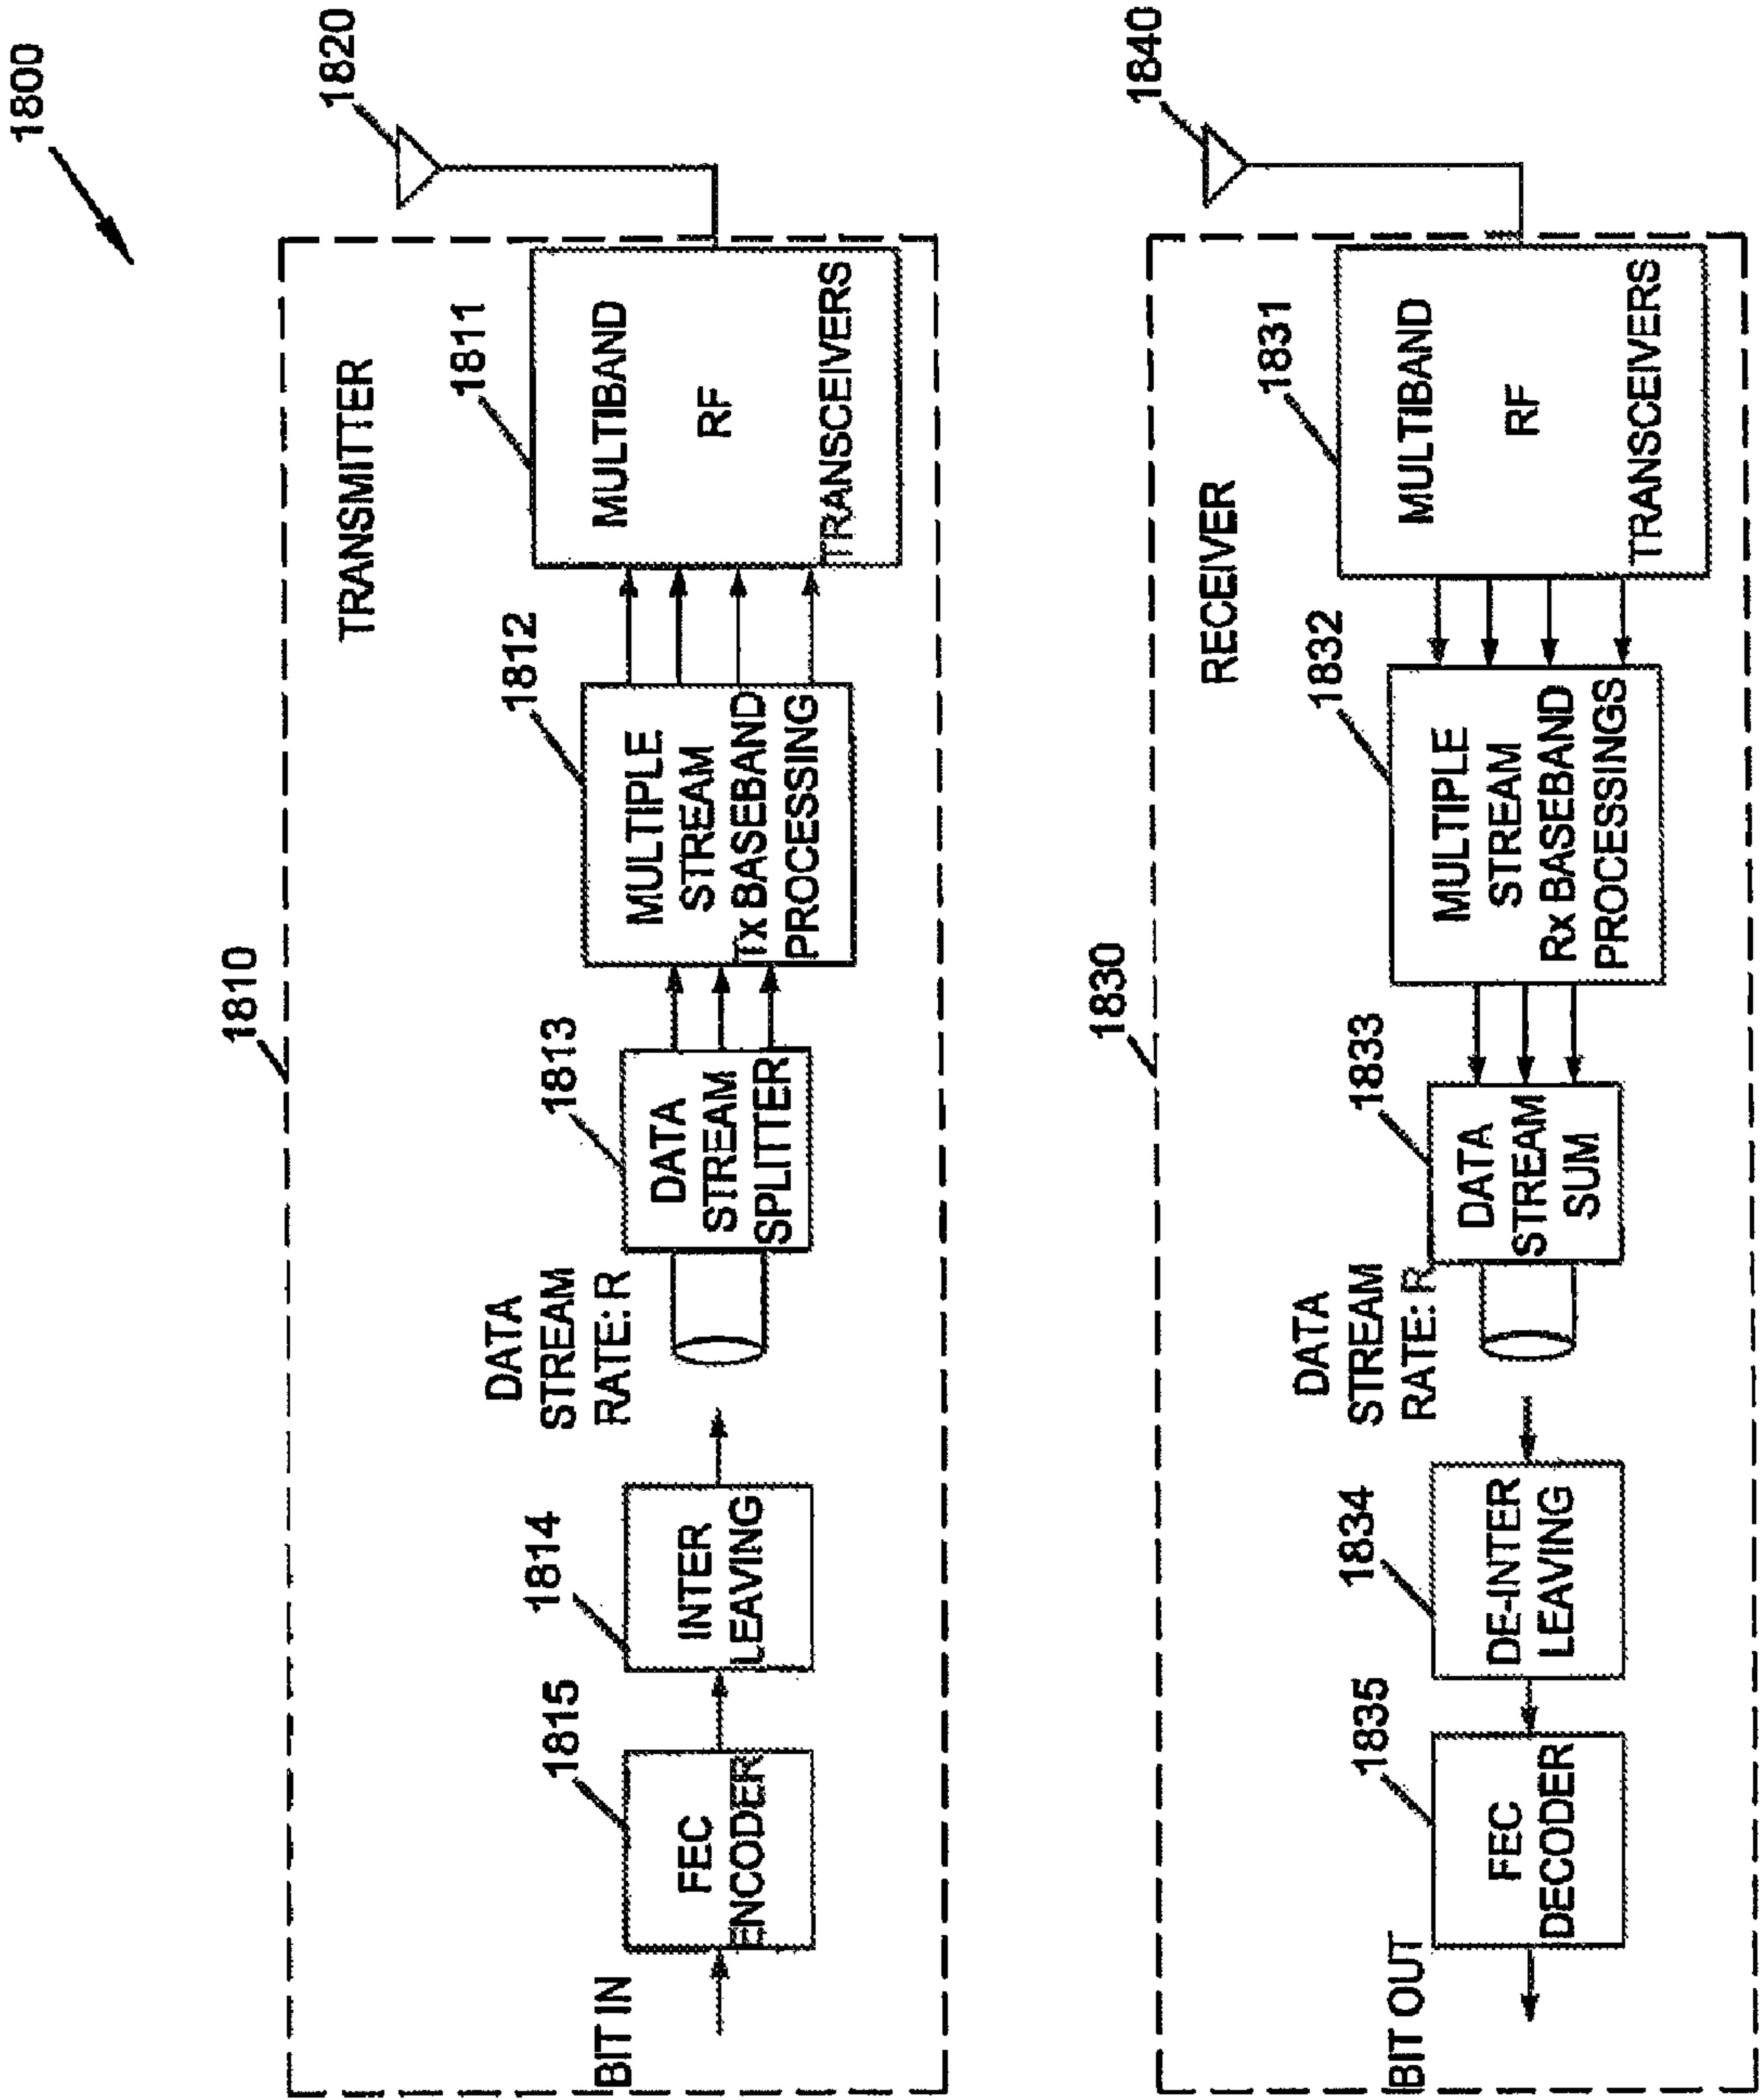 1800
1810
TRANSMITTER
1820
BIT IN
1815
FEC
ENCODER
1814
INTER
LEAVING
DATA
STREAM
RATE: R
1813
DATA
STREAM
SPLITTER
1812
MULTIPLE
STREAM
Tx BASEBAND
PROCESSING
1811
MULTIBAND
RF
TRANSCEIVERS
1830
RECEIVER
1840
BIT OUT
1835
FEC
DECODER
1834
DE-INTER
LEAVING
DATA
STREAM
RATE: R
1833
DATA
STREAM
SUM
1832
MULTIPLE
STREAM
Rx BASEBAND
PROCESSINGS
1831
MULTIBAND
RF
TRANSCEIVERS